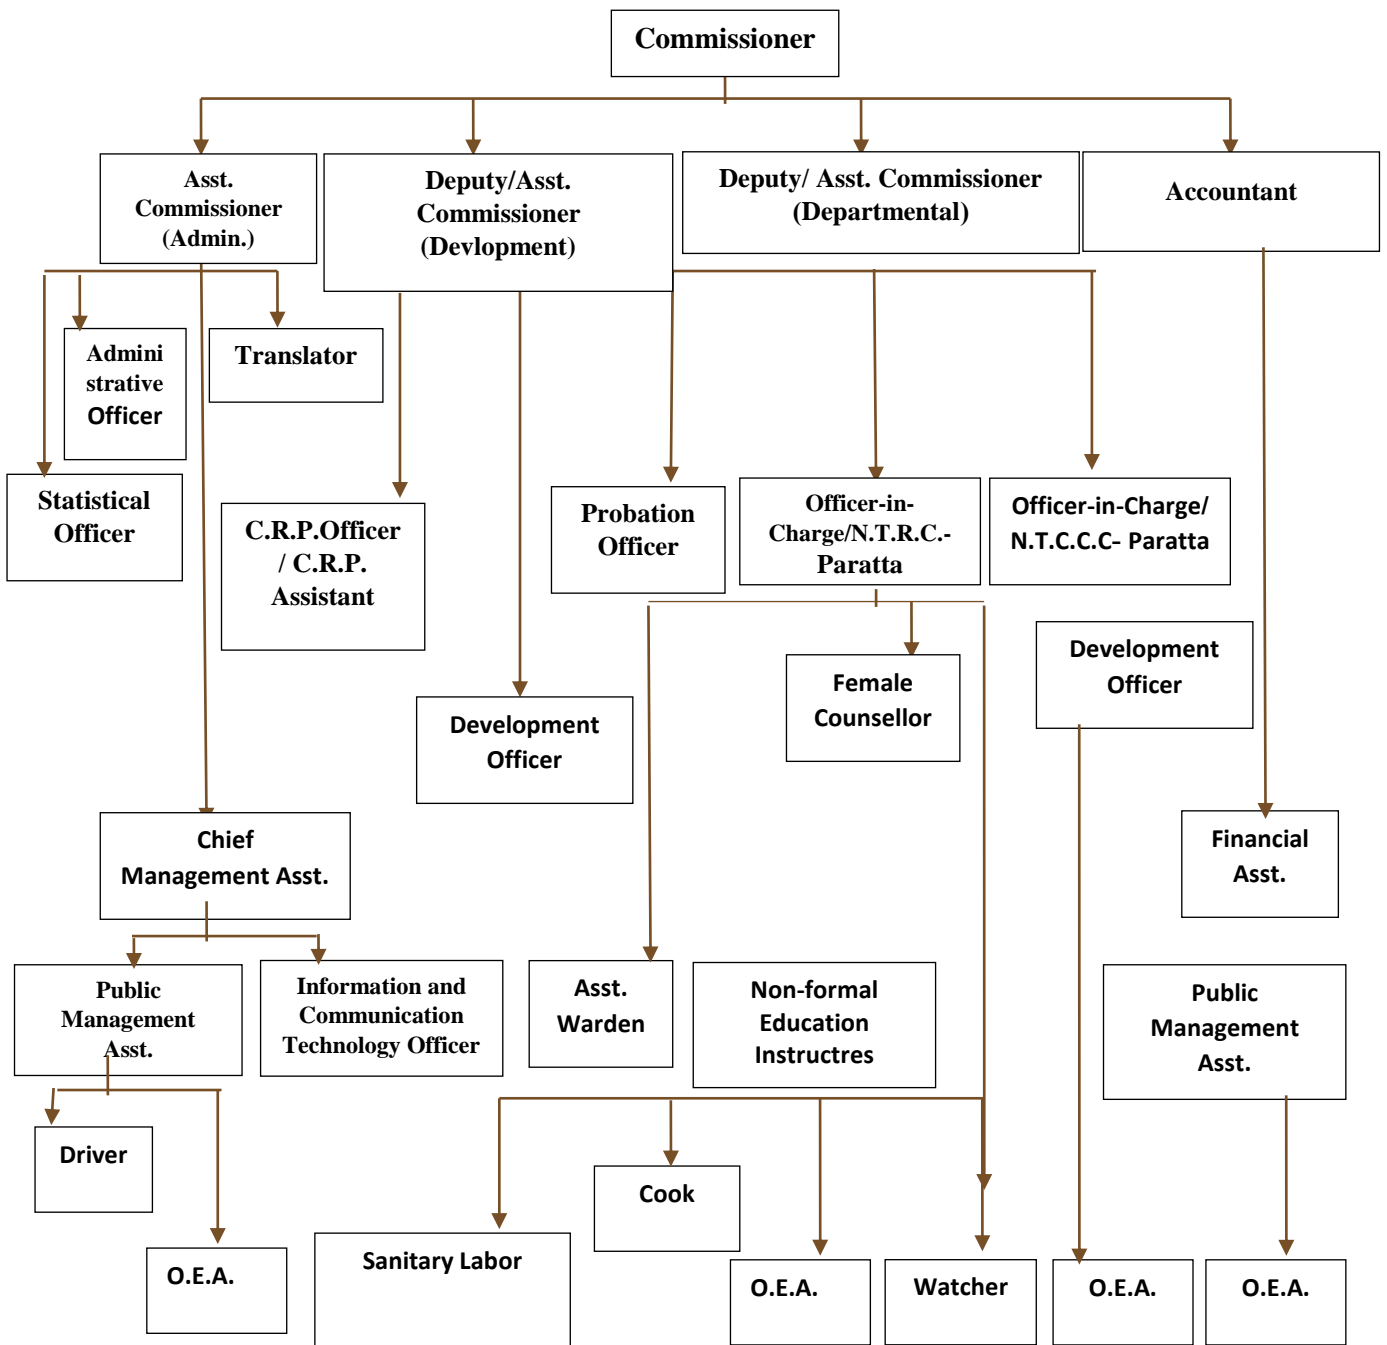 Commissioner
Asst.
Commissioner
(Admin.)
Deputy/Asst.
Commissioner
(Devlopment)
Deputy/ Asst. Commissioner
(Departmental)
Accountant
Admini
strative
Officer
Translator
Statistical
Officer
C.R.P.Officer
/ C.R.P.
Assistant
Probation
Officer
Officer-in-
Charge/N.T.R.C.-
Paratta
Officer-in-Charge/
N.T.C.C.C- Paratta
Development
Officer
Female
Counsellor
Development
Officer
Chief
Management Asst.
Financial
Asst.
Public
Management
Asst.
Information and
Communication
Technology Officer
Asst.
Warden
Non-formal
Education
Instructres
Public
Management
Asst.
Driver
Cook
Sanitary Labor
O.E.A.
O.E.A.
Watcher
O.E.A.
O.E.A.